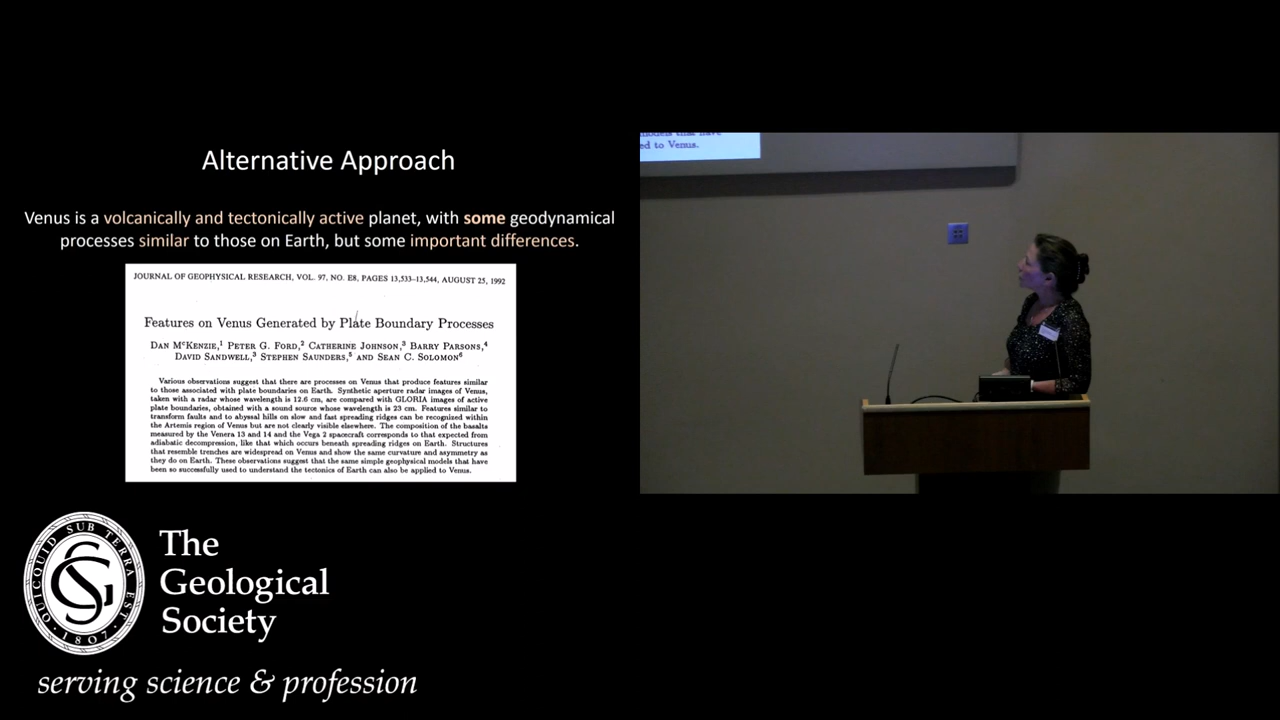 Alternative Approach
Venus is a volcanically and tectonically active planet, with some geodynamical
processes similar to those on Earth, but some important differences.
JOURNAL OF GEOPHYSICAL RESEARCH, VOL. 97, NO. E8, PAGES 13,533–13,544, AUGUST 25, 1992
Features on Venus Generated by Plate Boundary Processes
DAN MCKENZIE,1 PETER G. FORD,2 CATHERINE JOHNSON,3 BARRY PARSONS,4
DAVID SANDWELL,3 STEPHEN SAUNDERS,5 AND SEAN C. SOLOMON6
Various observations suggest that there are processes on Venus that produce features similar
to those associated with plate boundaries on Earth. Synthetic aperture radar images of Venus,
taken with a radar whose wavelength is 12.6 cm, are compared with GLORIA images of active
plate boundaries, obtained with a sound source whose wavelength is 23 cm. Features similar to
transform faults and to abyssal hills on slow and fast spreading ridges can be recognized within
the Artemis region of Venus but are not clearly visible elsewhere. The composition of the basalts
measured by the Venera 13 and 14 and the Vega 2 spacecraft corresponds to that expected from
adiabatic decompression, like that which occurs beneath spreading ridges on Earth. Structures
that resemble trenches are widespread on Venus and show the same curvature and asymmetry as
they do on Earth. These observations suggest that the same simple geophysical models that have
been so successfully used to understand the tectonics of Earth can also be applied to Venus.
models that have
ed to Venus.
QUICQUID SUB TERRA EST
1807
The
Geological
Society
serving science & profession